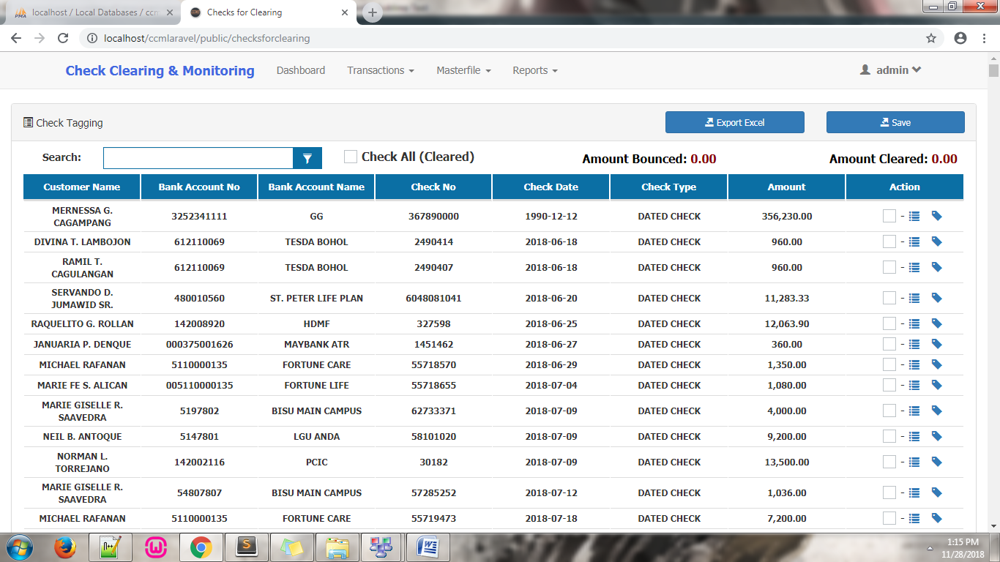 localhost / Local Databases / ccm
Checks for Clearing
localhost/ccmlaravel/public/checksforclearing
Check Clearing & Monitoring Dashboard Transactions Masterfile Reports admin
Check Tagging Export Excel Save
Search: Check All (Cleared) Amount Bounced: 0.00 Amount Cleared: 0.00
Customer Name Bank Account No Bank Account Name Check No Check Date Check Type Amount Action
MERNESSA G. CAGAMPANG 3252341111 GG 367890000 1990-12-12 DATED CHECK 356,230.00 -
DIVINA T. LAMBOJON 612110069 TESDA BOHOL 2490414 2018-06-18 DATED CHECK 960.00 -
RAMIL T. CAGULANGAN 612110069 TESDA BOHOL 2490407 2018-06-18 DATED CHECK 960.00 -
SERVANDO D. JUMAWID SR. 480010560 ST. PETER LIFE PLAN 6048081041 2018-06-20 DATED CHECK 11,283.33 -
RAQUELITO G. ROLLAN 142008920 HDMF 327598 2018-06-25 DATED CHECK 12,063.90 -
JANUARIA P. DENQUE 000375001626 MAYBANK ATR 1451462 2018-06-27 DATED CHECK 360.00 -
MICHAEL RAFANAN 5110000135 FORTUNE CARE 55718570 2018-06-29 DATED CHECK 1,350.00 -
MARIE FE S. ALICAN 005110000135 FORTUNE LIFE 55718655 2018-07-04 DATED CHECK 1,080.00 -
MARIE GISELLE R. SAAVEDRA 5197802 BISU MAIN CAMPUS 62733371 2018-07-09 DATED CHECK 4,000.00 -
NEIL B. ANTOQUE 5147801 LGU ANDA 58101020 2018-07-09 DATED CHECK 9,200.00 -
NORMAN L. TORREJANO 142002116 PCIC 30182 2018-07-09 DATED CHECK 13,500.00 -
MARIE GISELLE R. SAAVEDRA 54807807 BISU MAIN CAMPUS 57285252 2018-07-12 DATED CHECK 1,036.00 -
MICHAEL RAFANAN 5110000135 FORTUNE CARE 55719473 2018-07-18 DATED CHECK 7,200.00 -
1:15 PM
11/28/2018